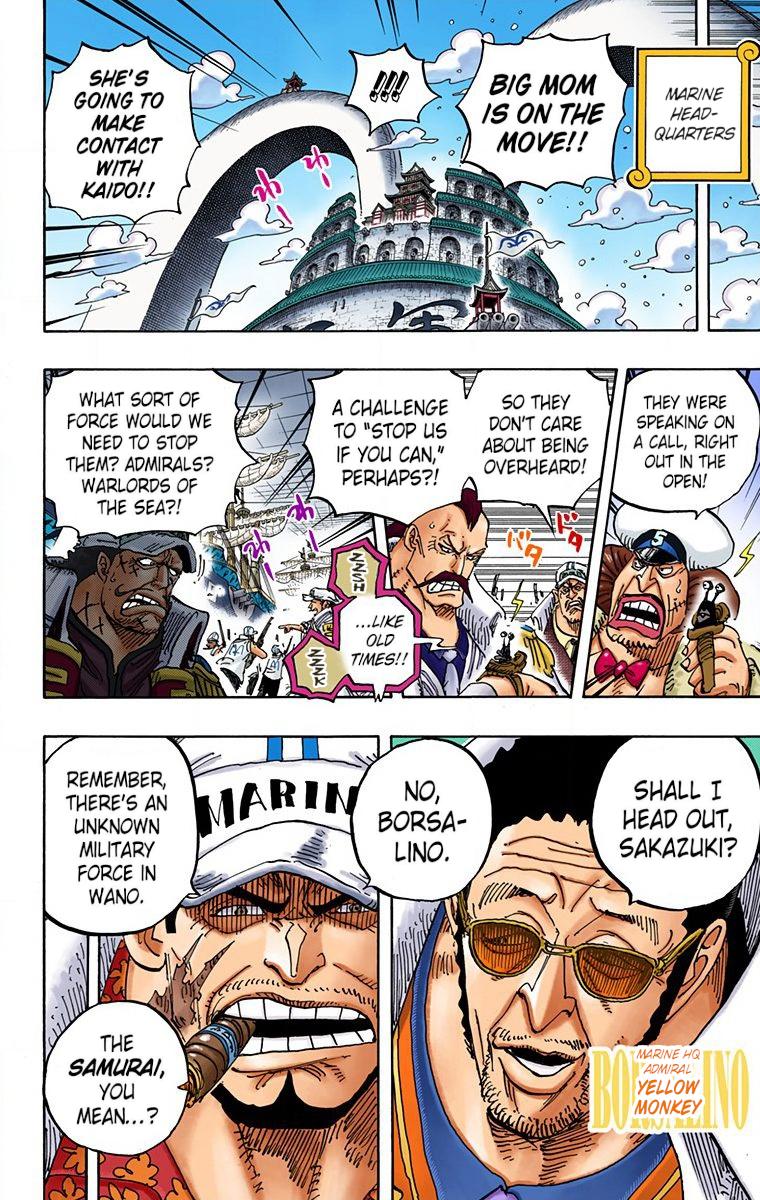 MARINE
HEAD-
QUARTERS
BIG MOM
IS ON THE
MOVE!!
!!!
SHE'S
GOING TO
MAKE
CONTACT
WITH
KAIDO!!
THEY WERE
SPEAKING ON
A CALL, RIGHT
OUT IN THE
OPEN!
SO THEY
DON'T CARE
ABOUT BEING
OVERHEARD!
A CHALLENGE
TO "STOP US
IF YOU CAN,"
PERHAPS?!
...LIKE
OLD
TIMES!!
WHAT SORT OF
FORCE WOULD WE
NEED TO STOP
THEM? ADMIRALS?
WARLORDS OF
THE SEA?!
5
SHALL I
HEAD OUT,
SAKAZUKI?
BORSALINO
MARINE HQ
"ADMIRAL"
YELLOW
MONKEY
NO,
BORSA-
LINO.
MARIN
REMEMBER,
THERE'S AN
UNKNOWN
MILITARY
FORCE IN
WANO.
THE
SAMURAI,
YOU
MEAN...?